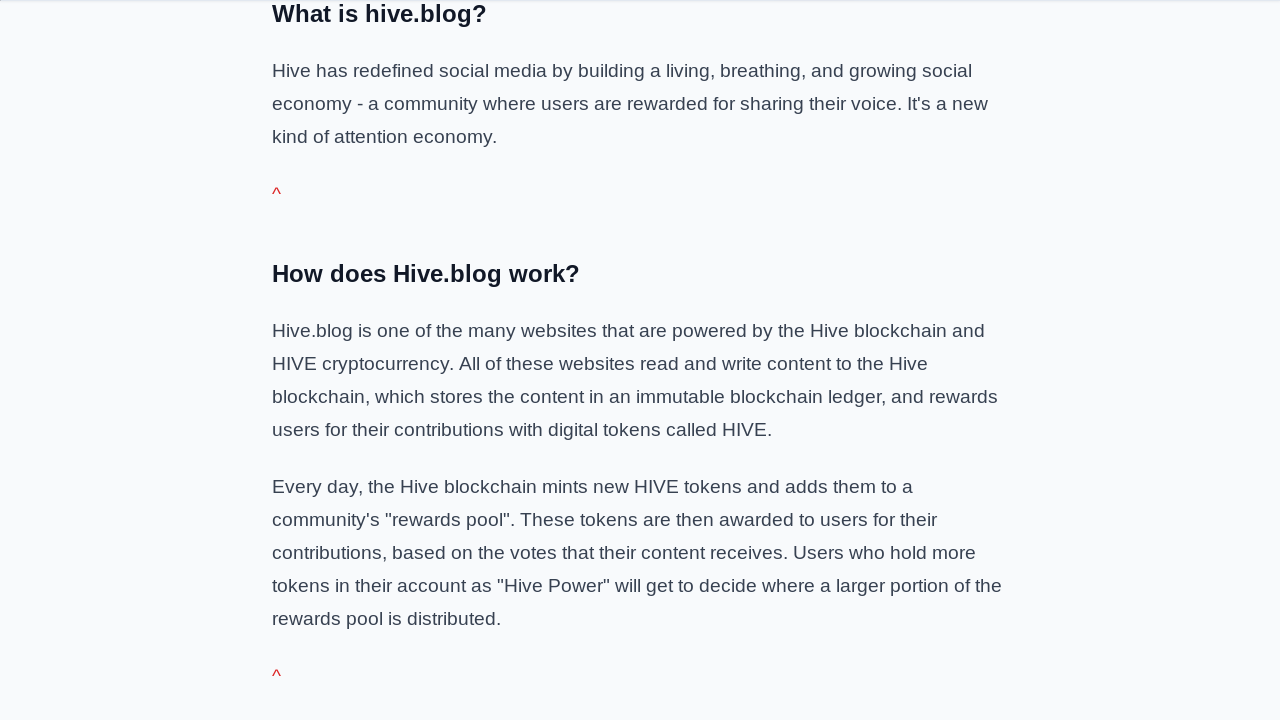 What is hive.blog?
Hive has redefined social media by building a living, breathing, and growing social
economy - a community where users are rewarded for sharing their voice. It's a new
kind of attention economy.
^
How does Hive.blog work?
Hive.blog is one of the many websites that are powered by the Hive blockchain and
HIVE cryptocurrency. All of these websites read and write content to the Hive
blockchain, which stores the content in an immutable blockchain ledger, and rewards
users for their contributions with digital tokens called HIVE.
Every day, the Hive blockchain mints new HIVE tokens and adds them to a
community's "rewards pool". These tokens are then awarded to users for their
contributions, based on the votes that their content receives. Users who hold more
tokens in their account as "Hive Power" will get to decide where a larger portion of the
rewards pool is distributed.
^